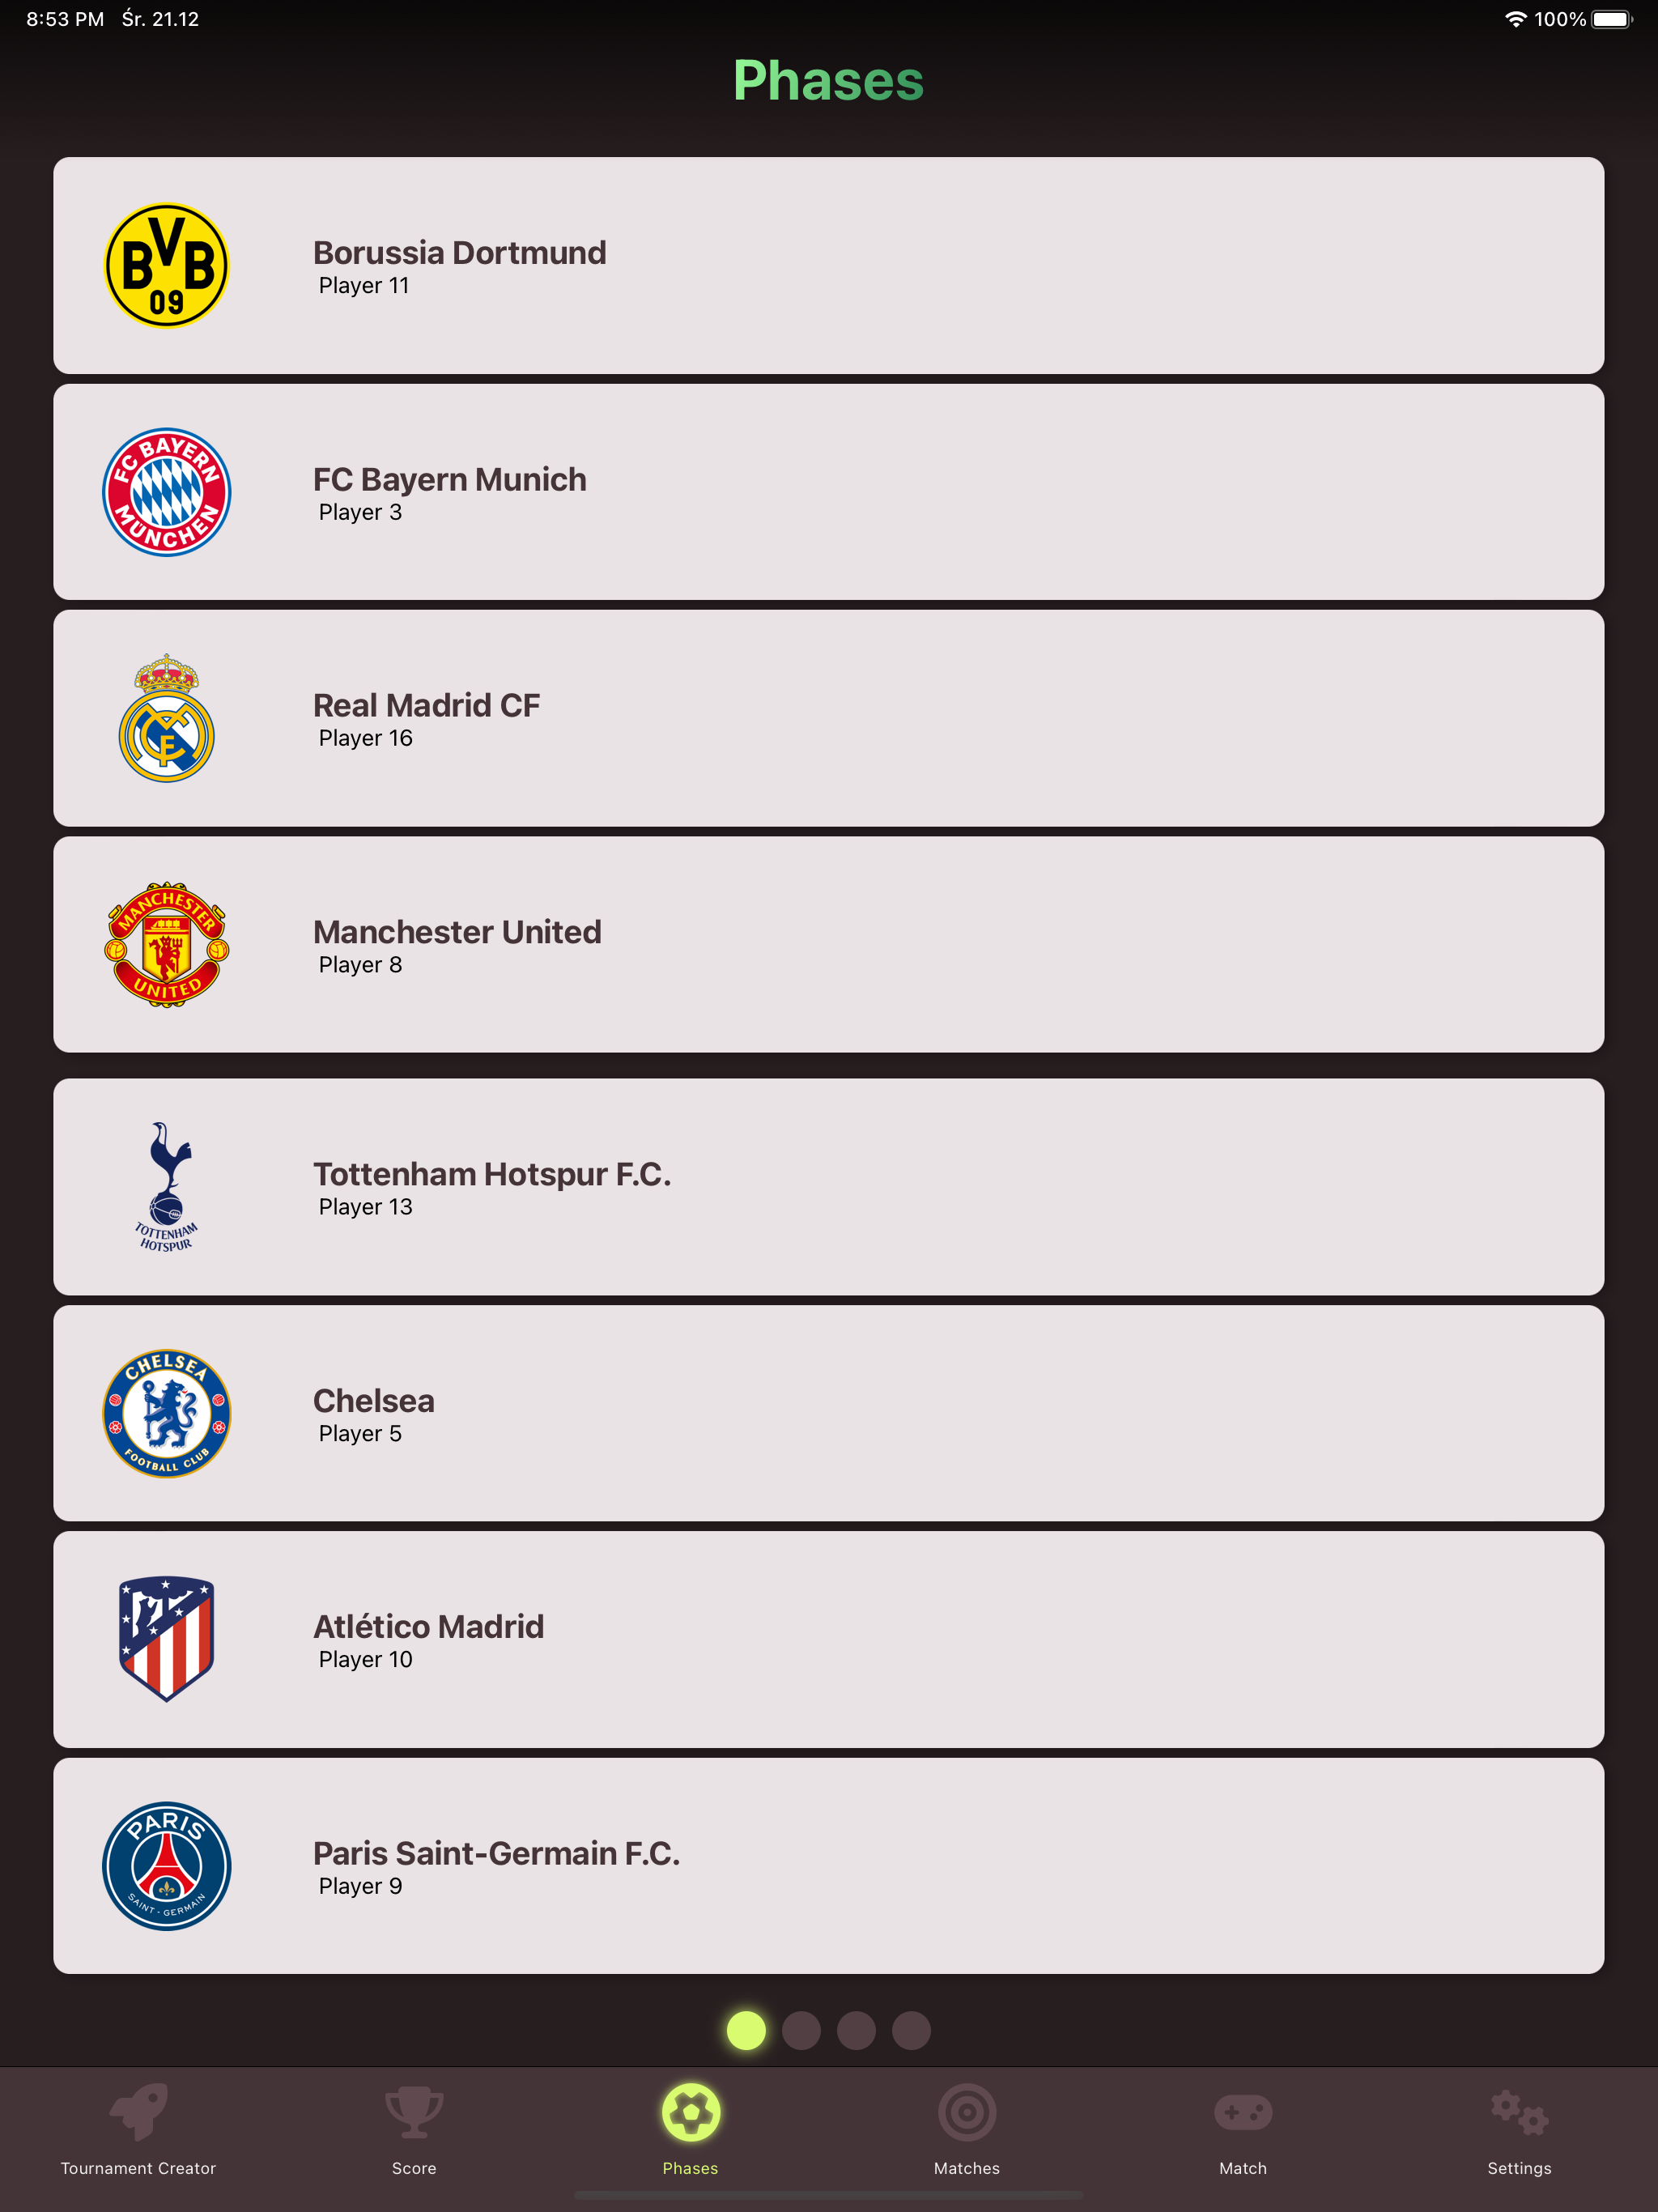 8:53 PM Śr. 21.12
100%
Phases
BVB
09
Borussia Dortmund
Player 11
FC BAYERN
MÜNCHEN
FC Bayern Munich
Player 3
Real Madrid CF
Player 16
MANCHESTER
UNITED
Manchester United
Player 8
TOTTENHAM
HOTSPUR
Tottenham Hotspur F.C.
Player 13
CHELSEA
FOOTBALL CLUB
Chelsea
Player 5
Atlético Madrid
Player 10
PARIS
SAINT-GERMAIN
Paris Saint-Germain F.C.
Player 9
Tournament Creator
Score
Phases
Matches
Match
Settings